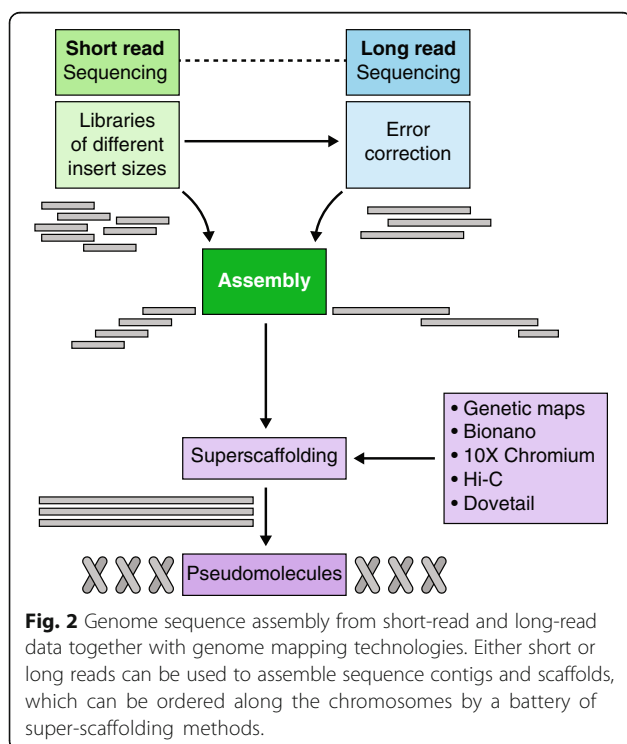 Short read
Sequencing
Long read
Sequencing
Libraries
of different
insert sizes
Error
correction
Assembly
Superscaffolding
• Genetic maps
• Bionano
• 10X Chromium
• Hi-C
• Dovetail
Pseudomolecules
Fig. 2 Genome sequence assembly from short-read and long-read
data together with genome mapping technologies. Either short or
long reads can be used to assemble sequence contigs and scaffolds,
which can be ordered along the chromosomes by a battery of
super-scaffolding methods.